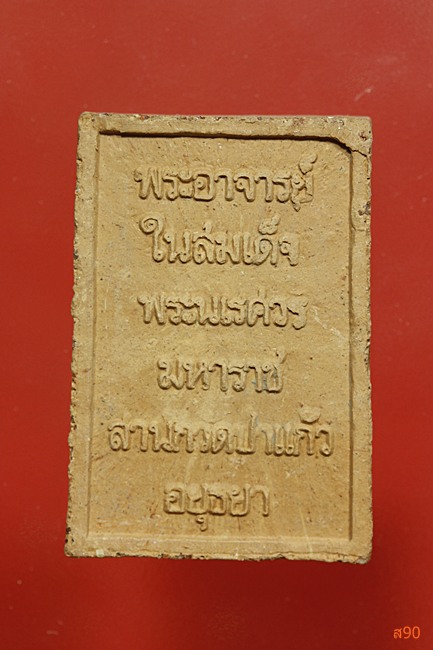 พระอาจารย์
ในสมเด็จ
พระนเรศวร
มหาราช
สานุวัดป่าแก้ว
อยุธยา
ส90